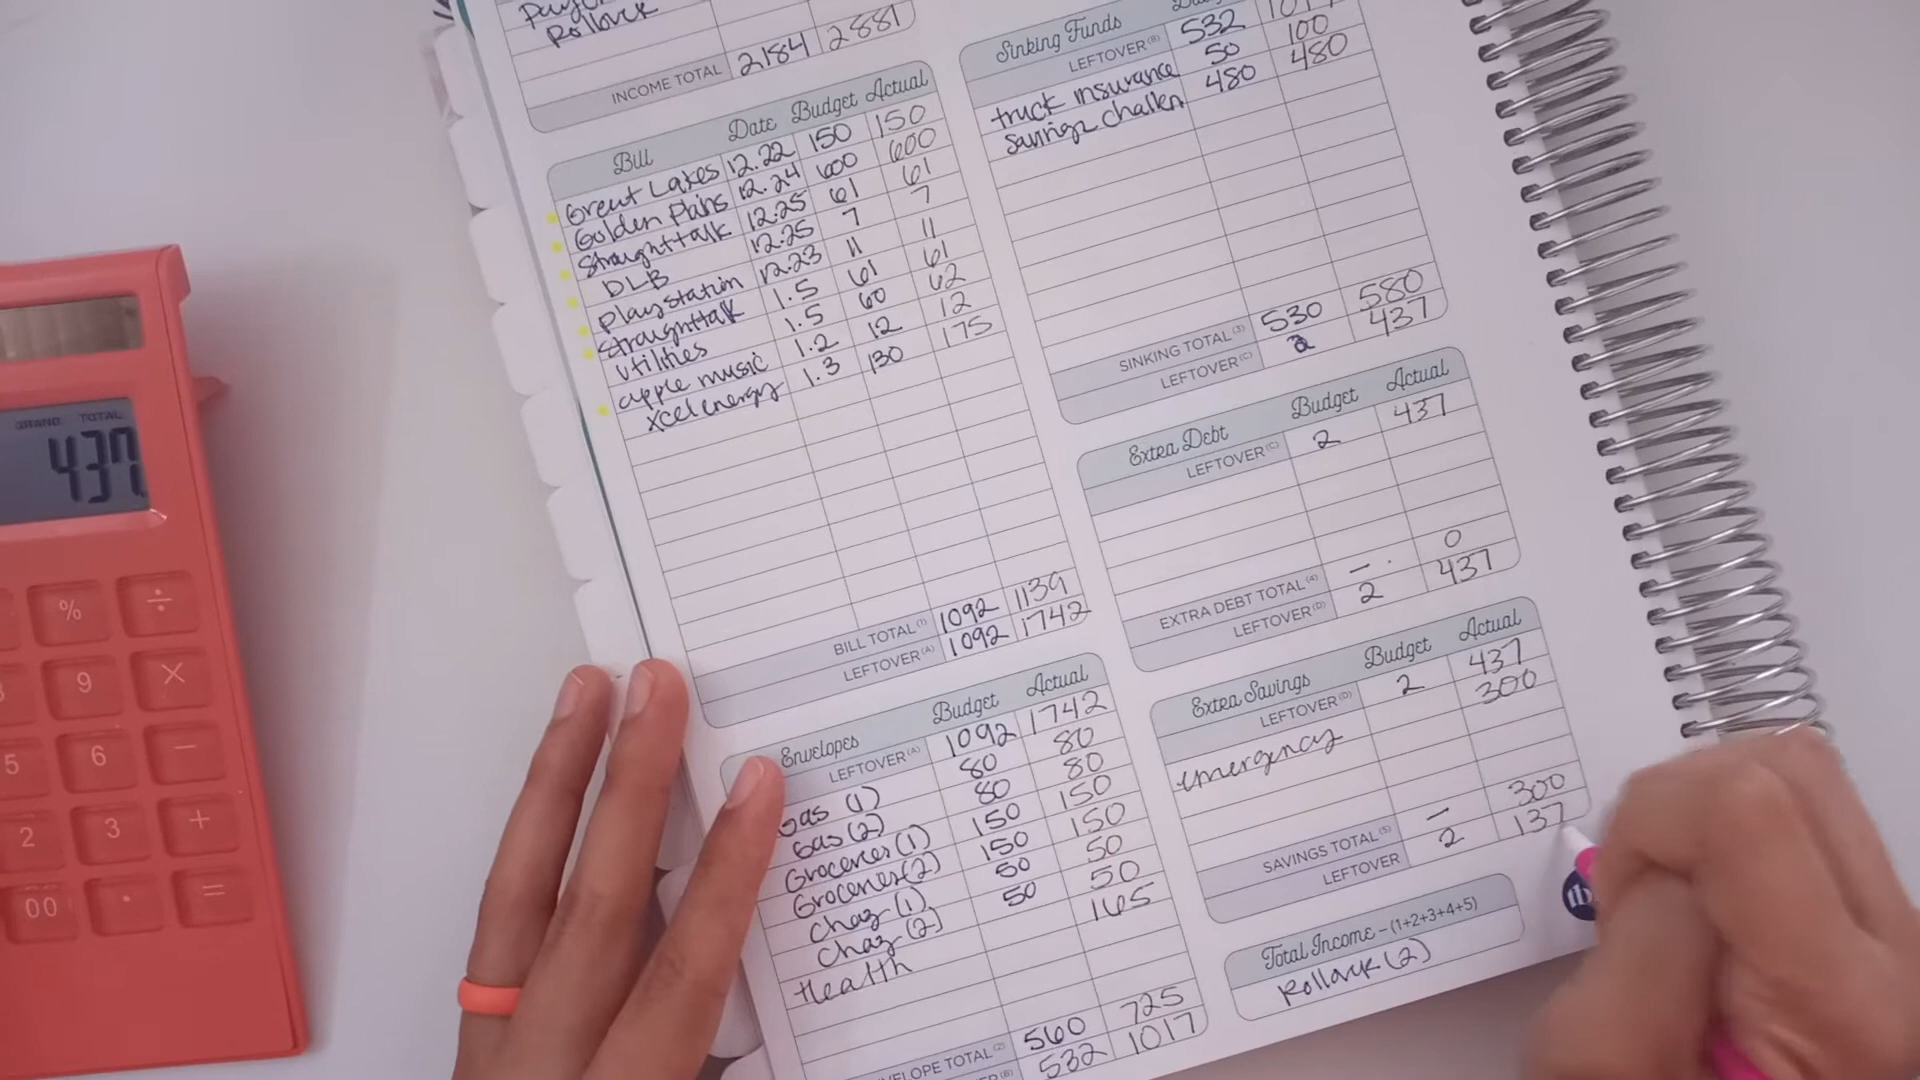 Rollover
INCOME TOTAL 2184 2881
Bill Date Budget Actual
Great Lakes 12.22 150 150
Golden Plains 12.24 600 600
Straighttalk 12.25 61 61
DLB 12.25 7 7
playstation 12.23 11 11
Straighttalk 1.5 61 61
Utilities 1.5 60 62
apple music 1.2 12 12
Xcel energy 1.3 130 175
BILL TOTAL (1) 1092 1139
LEFTOVER (A) 1092 1742
Envelopes Budget Actual
LEFTOVER (A) 1092 1742
Gas (1) 80 80
Gas (2) 80 80
Groceries (1) 150 150
Groceries (2) 150 150
Chaz (1) 50 50
Chaz (2) 50 50
Health 165
ENVELOPE TOTAL (2) 560 725
532 1017
Sinking Funds
LEFTOVER (B) 532
truck insurance 50 100
Savings challen 480 480
SINKING TOTAL (3) 530 580
LEFTOVER (C) 2 437
Extra Debt Budget Actual
LEFTOVER (C) 2 437
EXTRA DEBT TOTAL (4) — 0
LEFTOVER (D) 2 437
Extra Savings Budget Actual
LEFTOVER (D) 2 437
emergency 300
SAVINGS TOTAL (5) — 300
LEFTOVER 2 137
Total Income – (1+2+3+4+5)
Rollover (2)
GRAND TOTAL
437
% ÷
9 ×
5 6 −
2 3 +
00 . =